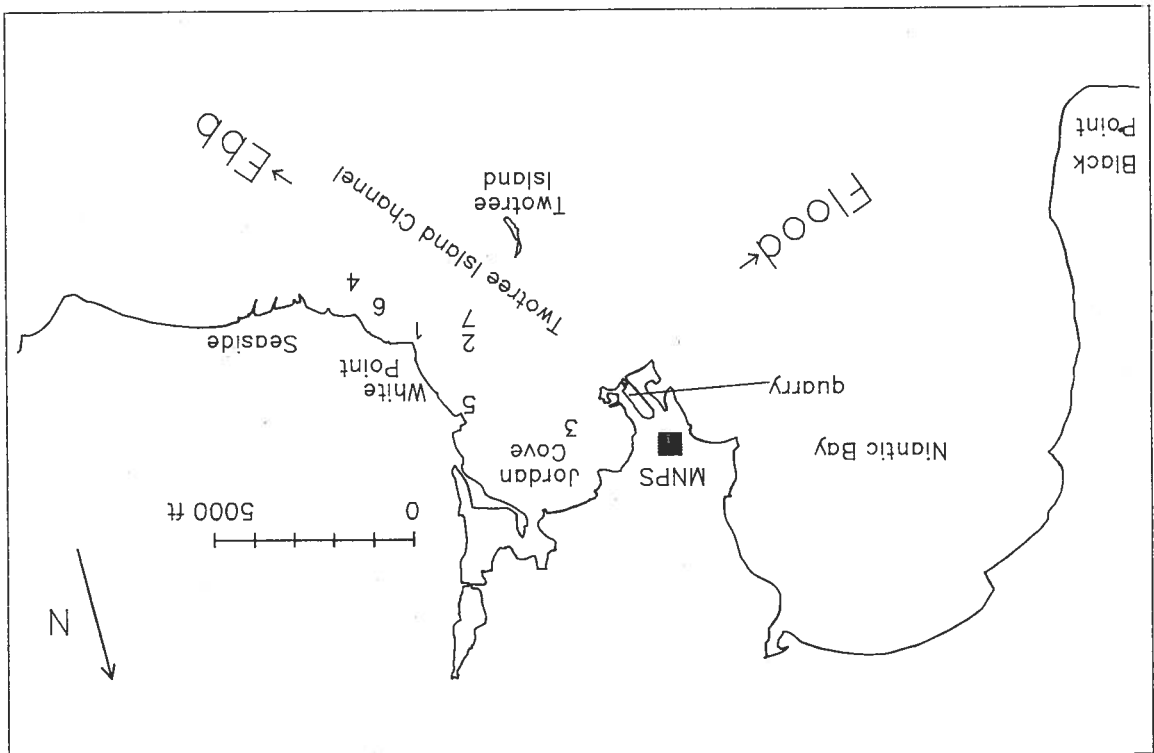 N
0
5000 ft
MNPS
Jordan
Cove
Niantic Bay
3
5
quarry
White
Point
Seaside
1
2
7
6
4
Twotree Island Channel
Twotree
Island
Flood
Ebb
Black
Point